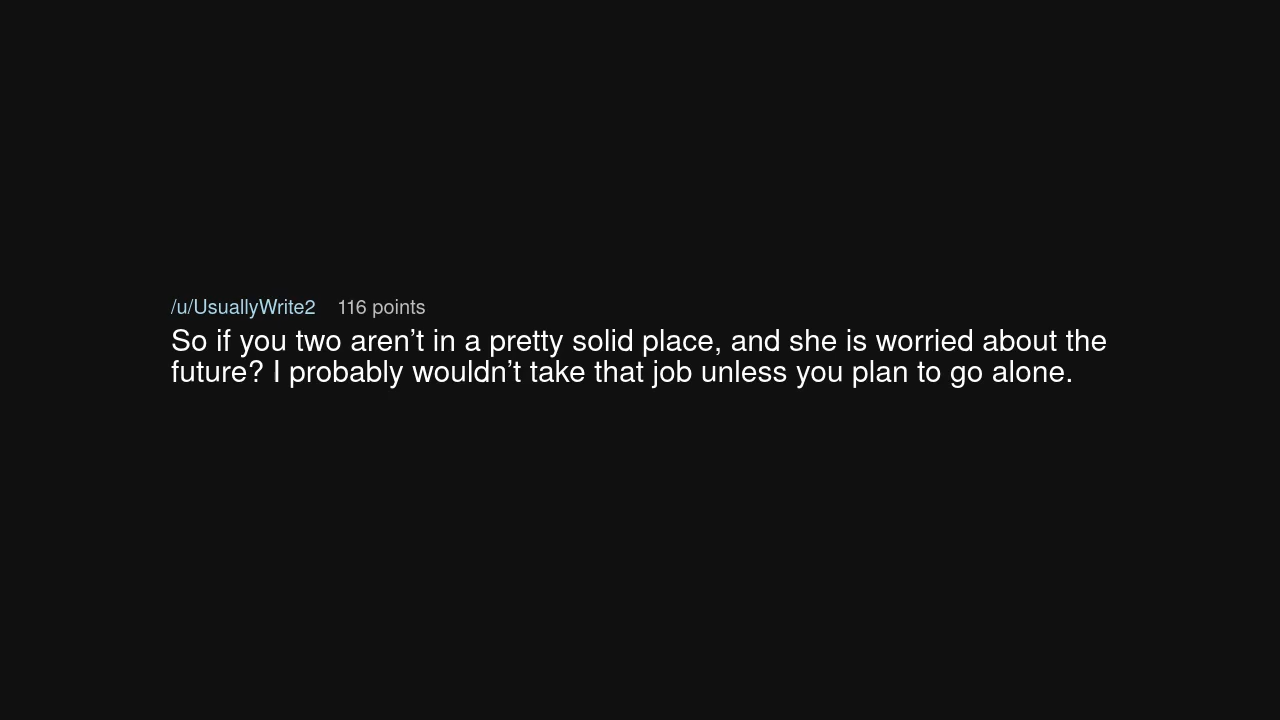 /u/UsuallyWrite2 116 points
So if you two aren’t in a pretty solid place, and she is worried about the
future? I probably wouldn’t take that job unless you plan to go alone.